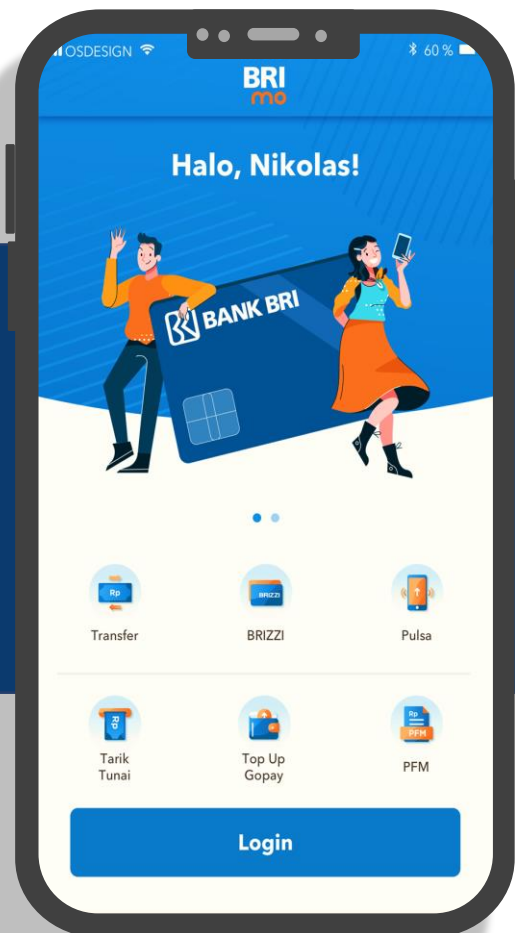 OSDESIGN 60 %
BRI
mo
Halo, Nikolas!
BANK BRI
Rp BRIZZI
Transfer BRIZZI Pulsa
Rp Rp
PFM
Tarik Tunai Top Up Gopay PFM
Login